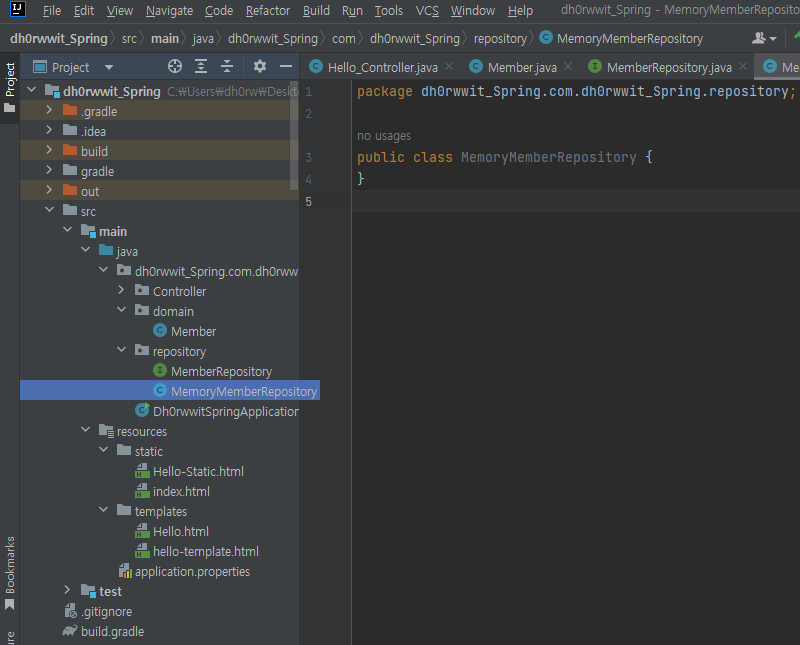 File Edit View Navigate Code Refactor Build Run Tools VCS Window Help dh0rwwit_Spring - MemoryMemberReposito
dh0rwwit_Spring src main java dh0rwwit_Spring com dh0rwwit_Spring repository MemoryMemberRepository
Project
Project
Hello_Controller.java
Member.java
MemberRepository.java
Me
dh0rwwit_Spring C:₩Users₩dh0rw₩Deskt
.gradle
.idea
build
gradle
out
src
main
java
dh0rwwit_Spring.com.dh0rww
Controller
domain
Member
repository
MemberRepository
MemoryMemberRepository
Dh0rwwitSpringApplication
resources
static
Hello-Static.html
index.html
templates
Hello.html
hello-template.html
application.properties
test
.gitignore
build.gradle
Bookmarks
ure
1 package dh0rwwit_Spring.com.dh0rwwit_Spring.repository;
2
no usages
3 public class MemoryMemberRepository {
4 }
5